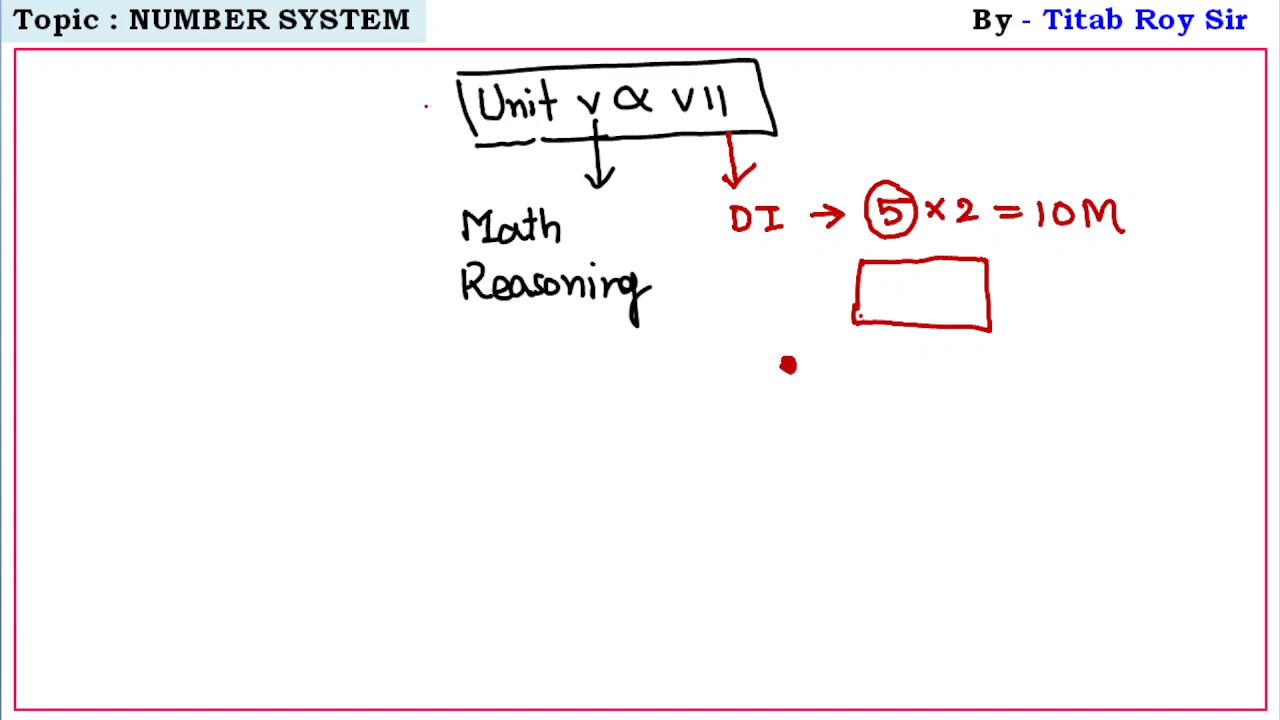 Topic : NUMBER SYSTEM
By - Titab Roy Sir
Unit V & VII
Math
Reasoning
DI → 5 × 2 = 10M